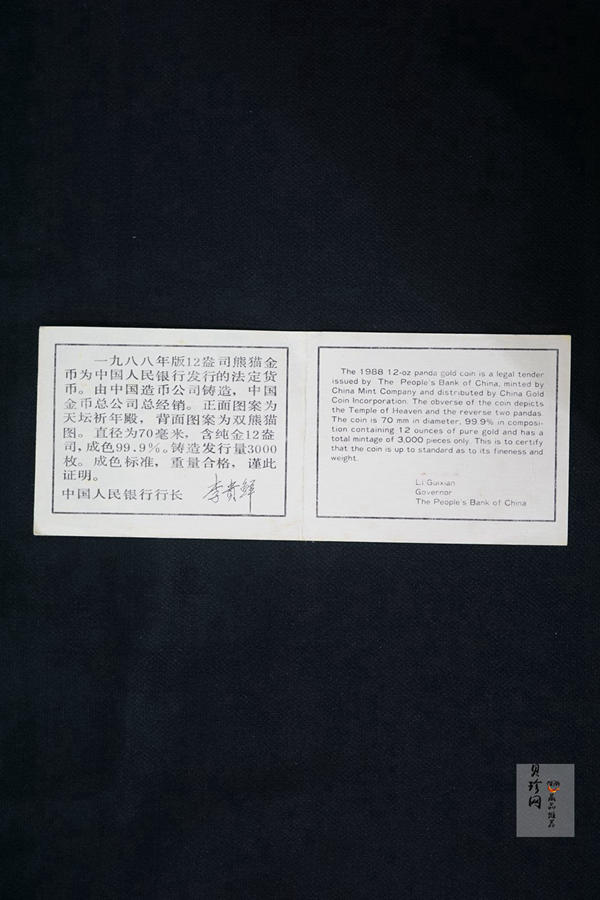 一九八八年版12盎司熊猫金
币为中国人民银行发行的法定货
币。由中国造币公司铸造，中国
金币总公司总经销。正面图案为
天坛祈年殿，背面图案为双熊猫
图。直径为70毫米，含纯金12盎
司，成色99.9%。铸造发行量3000
枚。成色标准，重量合格，谨此
证明。
中国人民银行行长 李贵鲜
The 1988 12-oz panda gold coin is a legal tender
issued by The People's Bank of China, minted by
China Mint Company and distributed by China Gold
Coin Incorporation. The obverse of the coin depicts
the Temple of Heaven and the reverse two pandas.
The coin is 70 mm in diameter, 99.9% in composi-
tion containing 12 ounces of pure gold and has a
total mintage of 3,000 pieces only. This is to certify
that the coin is up to standard as to its fineness and
weight.
Li Guixian
Governor
The People's Bank of China
贝珍网
藏品推荐